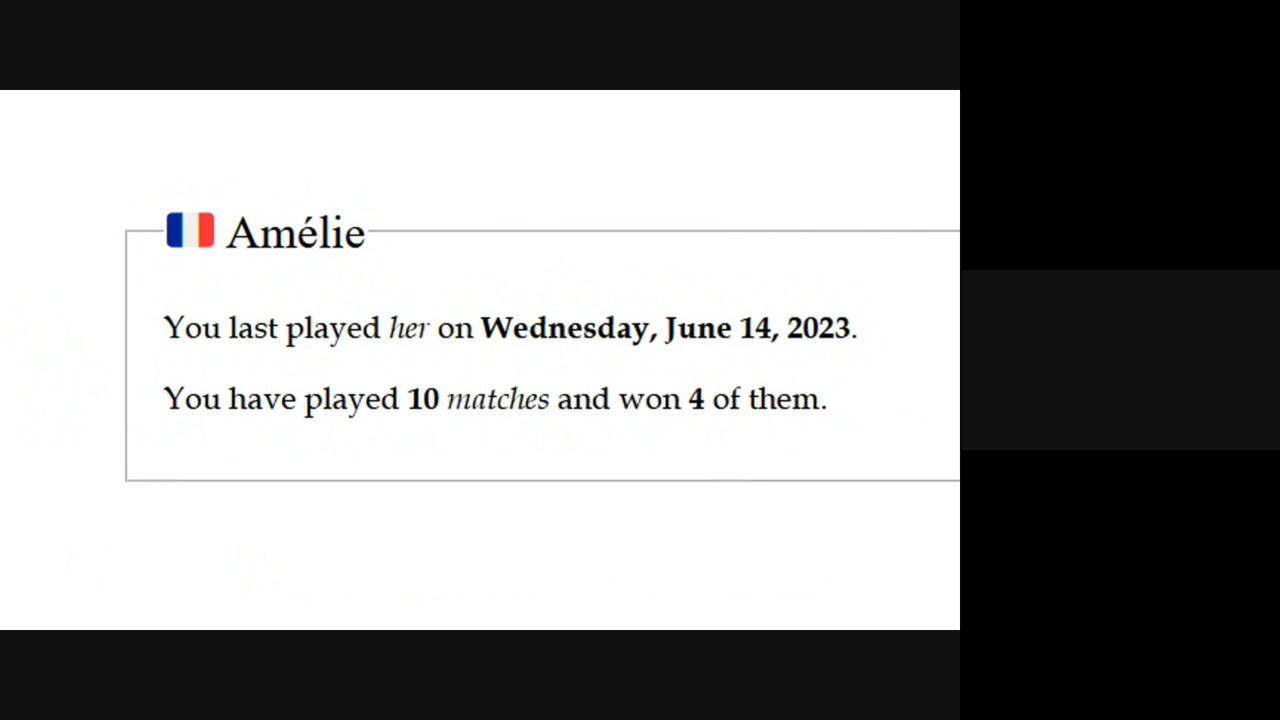 Amélie
You last played her on Wednesday, June 14, 2023.
You have played 10 matches and won 4 of them.